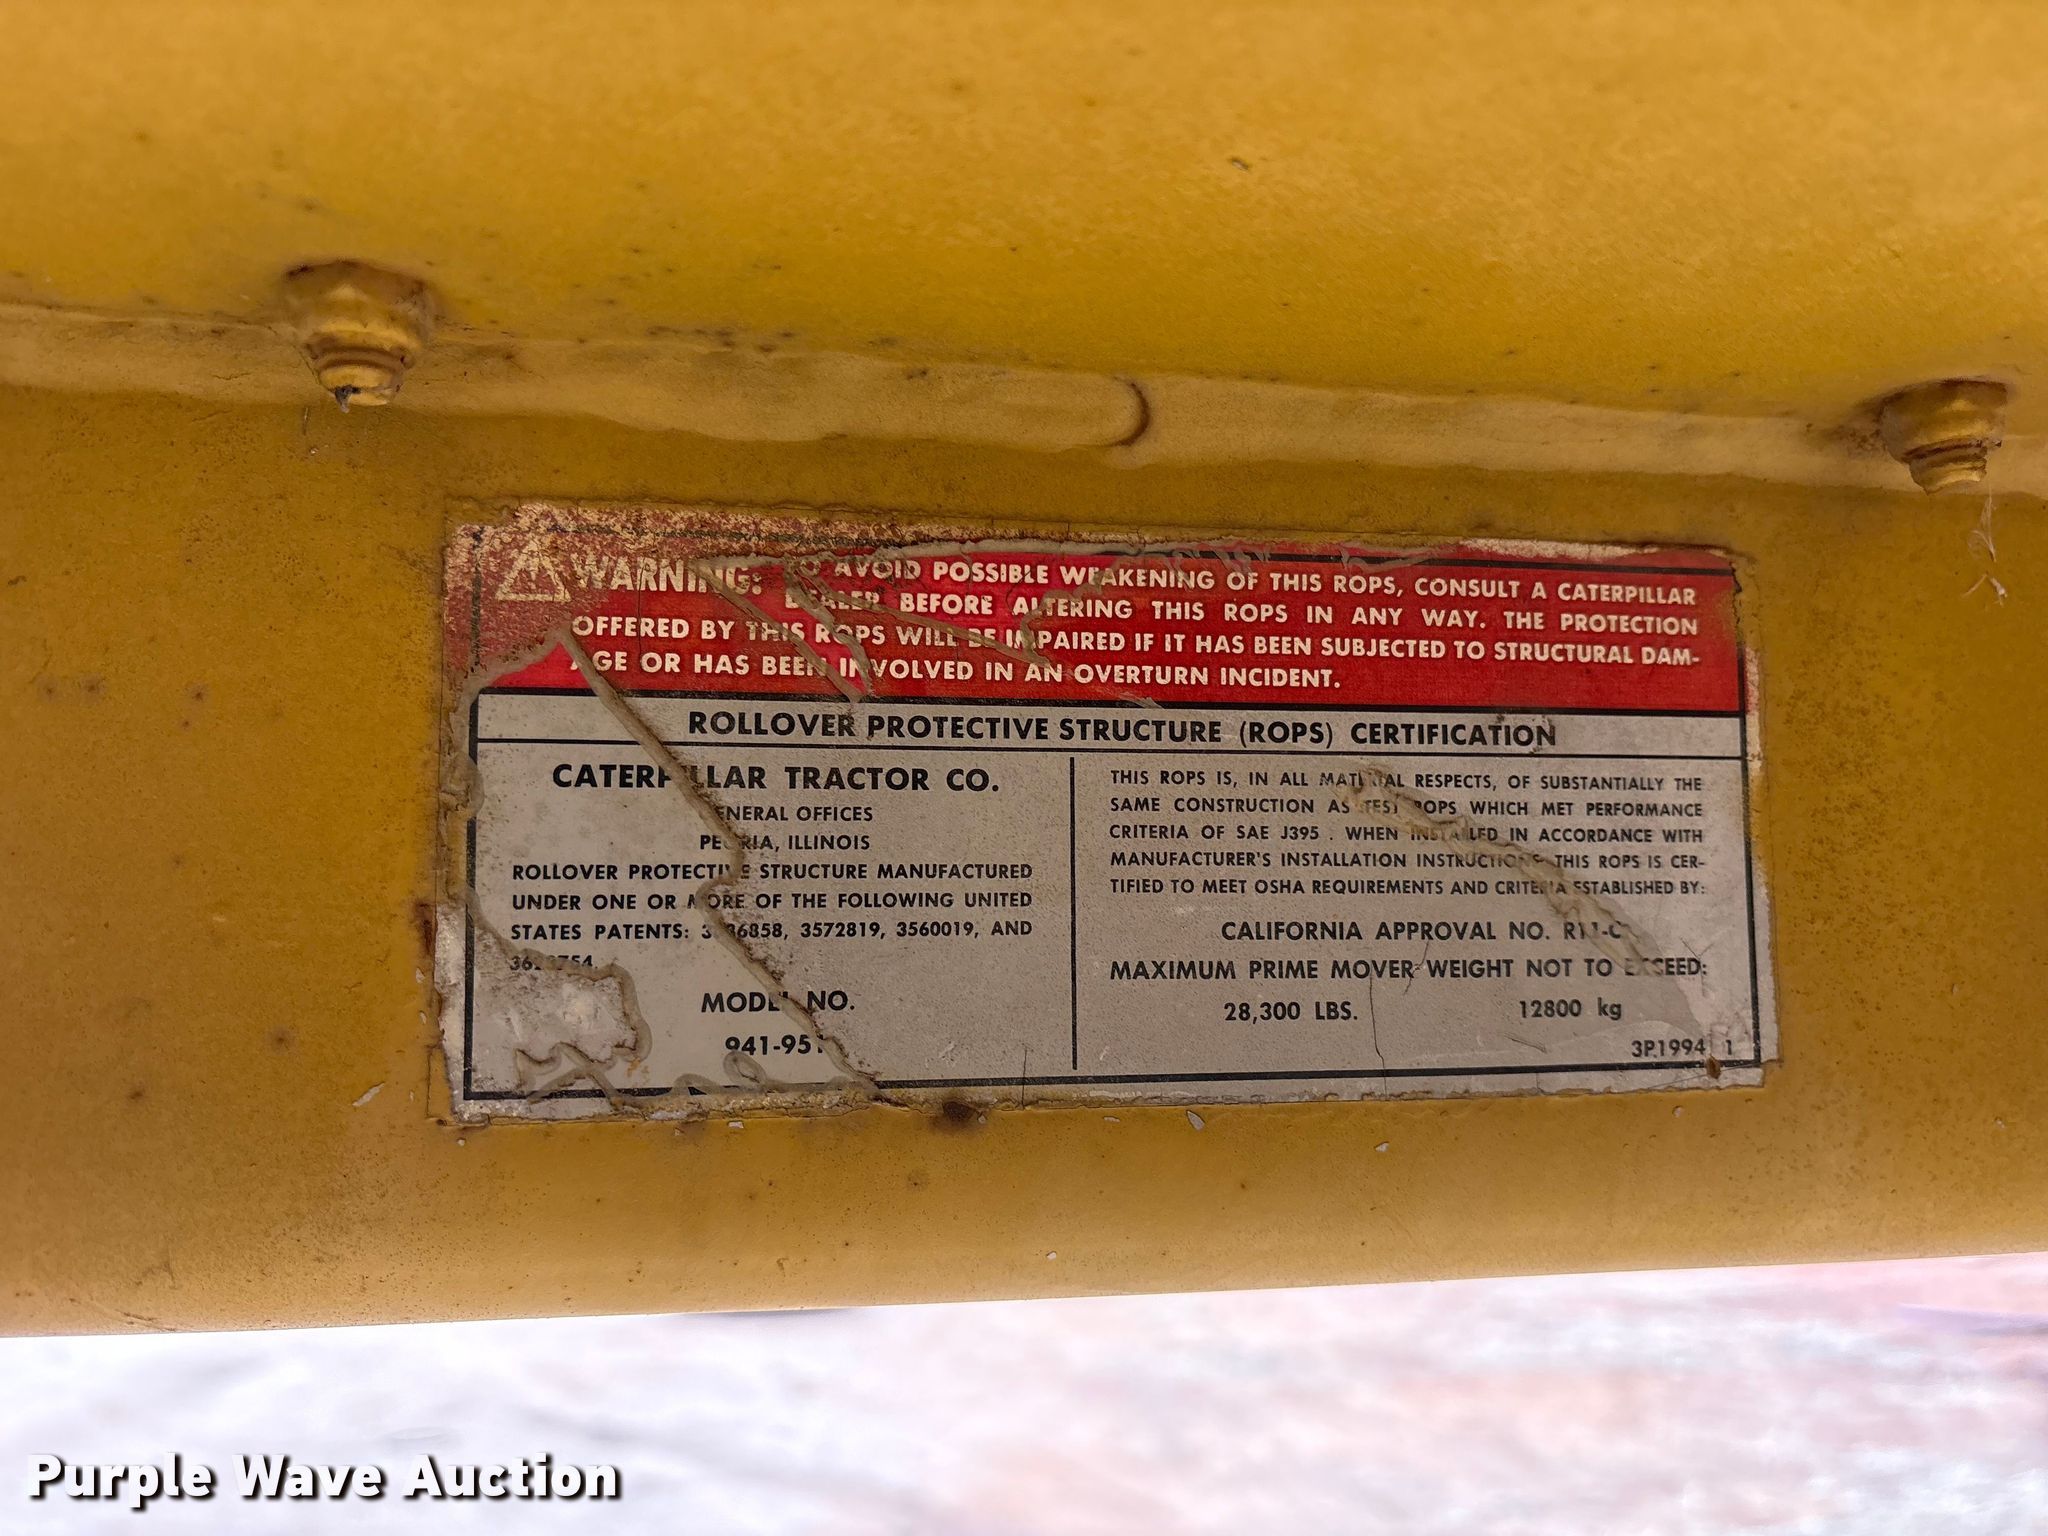 WARNING: TO AVOID POSSIBLE WEAKENING OF THIS ROPS, CONSULT A CATERPILLAR
DEALER BEFORE ALTERING THIS ROPS IN ANY WAY. THE PROTECTION
OFFERED BY THIS ROPS WILL BE IMPAIRED IF IT HAS BEEN SUBJECTED TO STRUCTURAL DAM-
AGE OR HAS BEEN INVOLVED IN AN OVERTURN INCIDENT.
ROLLOVER PROTECTIVE STRUCTURE (ROPS) CERTIFICATION
CATERPILLAR TRACTOR CO.
GENERAL OFFICES
PEORIA, ILLINOIS
ROLLOVER PROTECTIVE STRUCTURE MANUFACTURED
UNDER ONE OR MORE OF THE FOLLOWING UNITED
STATES PATENTS: 3572819, 3560019, AND
MODEL NO.
941-951
THIS ROPS IS, IN ALL MATERIAL RESPECTS, OF SUBSTANTIALLY THE
SAME CONSTRUCTION AS TEST ROPS WHICH MET PERFORMANCE
CRITERIA OF SAE J395 . WHEN INSTALLED IN ACCORDANCE WITH
MANUFACTURER'S INSTALLATION INSTRUCTIONS THIS ROPS IS CER-
TIFIED TO MEET OSHA REQUIREMENTS AND CRITERIA ESTABLISHED BY:
CALIFORNIA APPROVAL NO.
MAXIMUM PRIME MOVER WEIGHT NOT TO EXCEED:
28,300 LBS. 12800 kg
3P1994 1
Purple Wave Auction